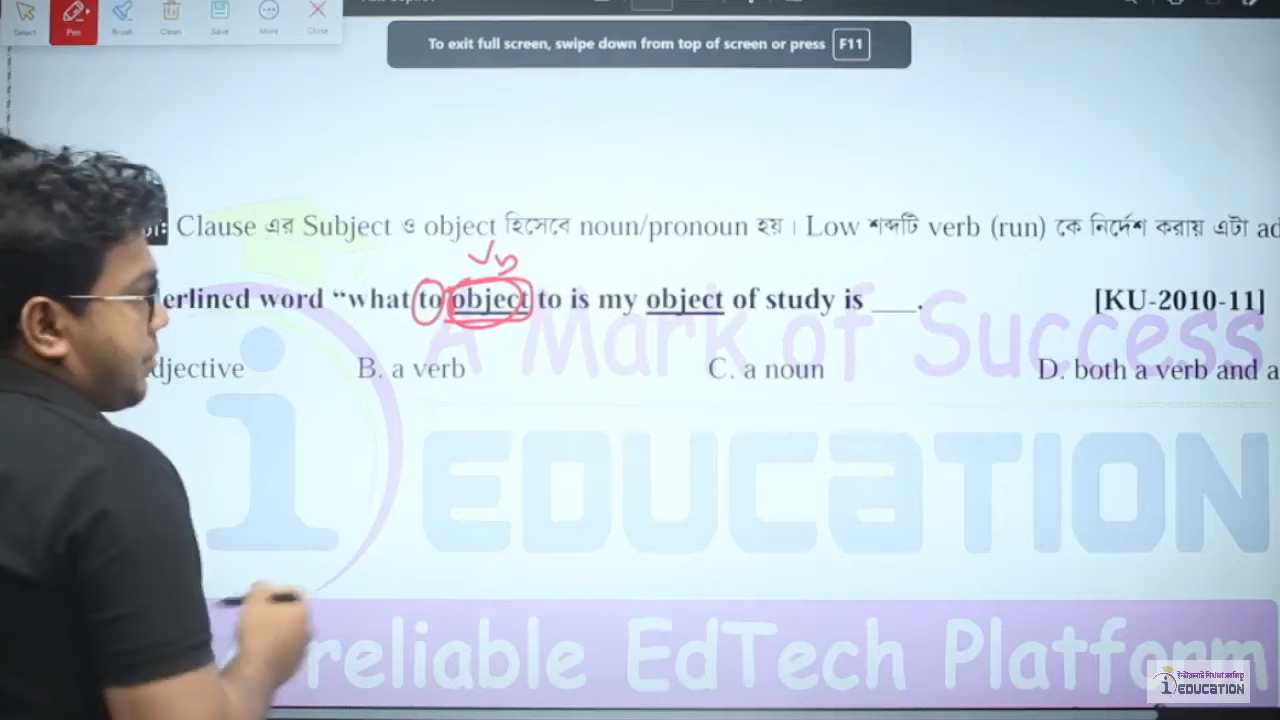 Select Pen Brush Clean Save More Close
To exit full screen, swipe down from top of screen or press F11
Clause এর Subject ও object হিসেবে noun/pronoun হয়। Low শব্দটি verb (run) কে নির্দেশ করায় এটা ad
erlined word “what to object to is my object of study is ___. [KU-2010-11]
djective B. a verb C. a noun D. both a verb and a
A Mark of Success
i EDUCATION
reliable EdTech Platform
i EDUCATION